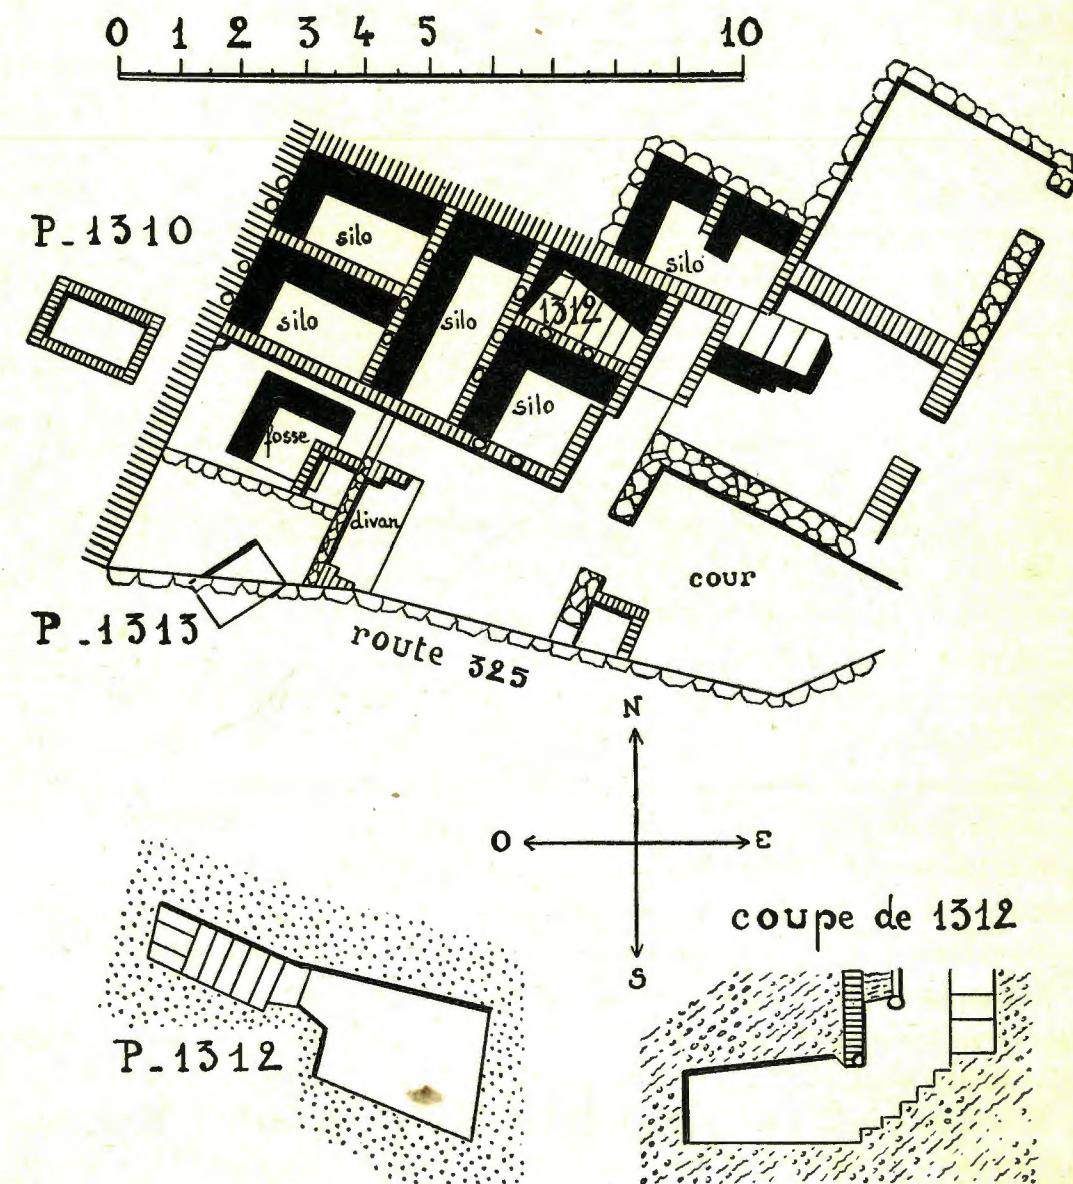 0 1 2 3 4 5 10
P_1310
silo
silo
silo
1312
silo
silo
fosse
divan
cour
P_1313
route 325
N
O E
S
coupe de 1312
P_1312